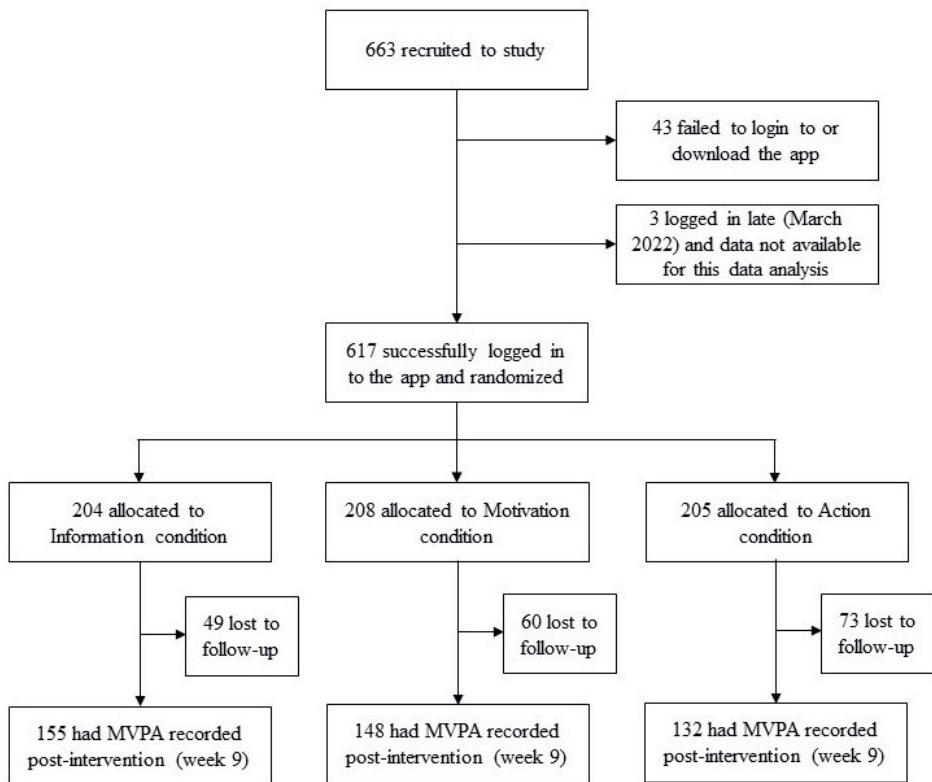 663 recruited to study
43 failed to login to or
download the app
3 logged in late (March
2022) and data not available
for this data analysis
617 successfully logged in
to the app and randomized
204 allocated to
Information condition
208 allocated to Motivation
condition
205 allocated to Action
condition
49 lost to
follow-up
60 lost to
follow-up
73 lost to
follow-up
155 had MVPA recorded
post-intervention (week 9)
148 had MVPA recorded
post-intervention (week 9)
132 had MVPA recorded
post-intervention (week 9)